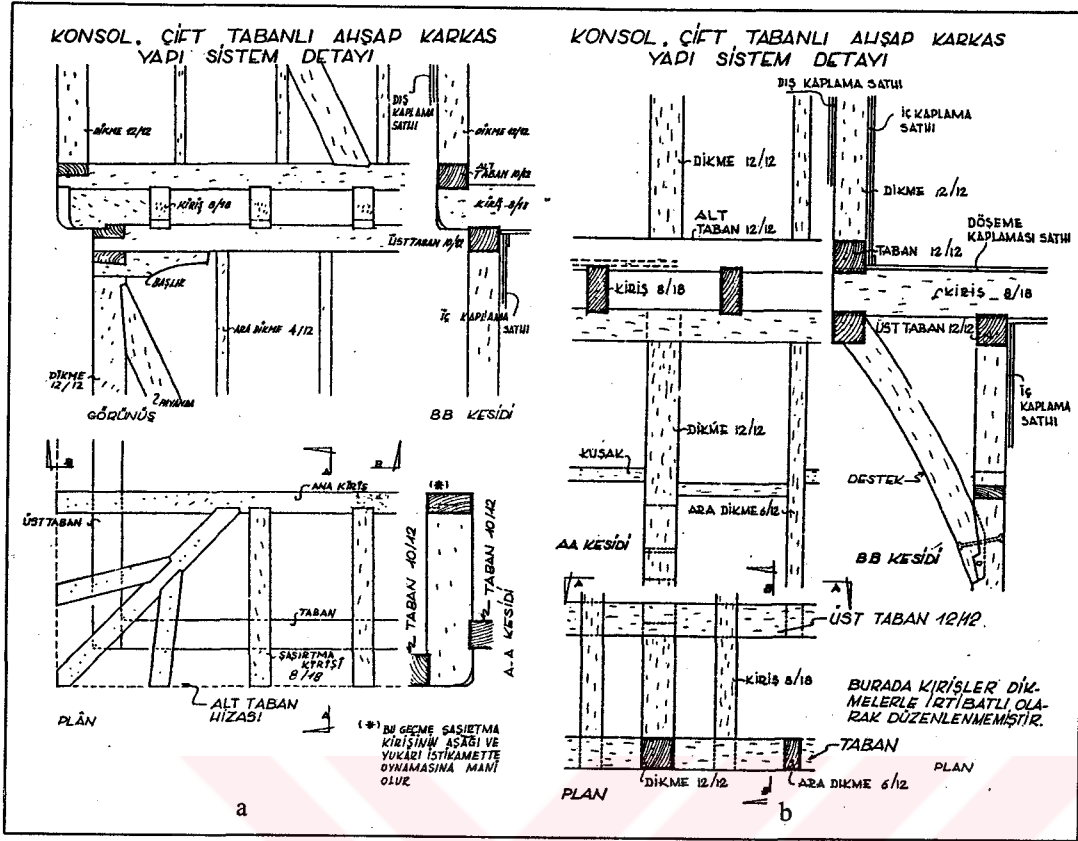 KONSOL, ÇİFT TABANLI AHŞAP KARKAS
YAPI SİSTEM DETAYI
DIŞ
KAPLAMA
SATHI
DİKME 12/12
DİKME 12/12
ALT
TABAN 10/12
KİRİŞ 8/18
KİRİŞ 8/18
ÜST TABAN 10/12
BAŞLIK
ARA DİKME 4/12
İÇ KAPLAMA
SATHI
DİKME
12/12
PAYANDA
GÖRÜNÜŞ
BB KESİDİ
B
A
B
(*)
ANA KİRİŞ
ÜST TABAN
TABAN
ŞAŞIRTMA
KİRİŞİ
8/18
TABAN 10/12
TABAN 10/12
A.A KESİDİ
ALT TABAN
HİZASI
PLÂN
A
(*) BU GEÇME ŞAŞIRTMA
KİRİŞİNİN AŞAĞI VE
YUKARI İSTİKAMETTE
OYNAMASINA MANİ
OLUR
a
KONSOL, ÇİFT TABANLI AHŞAP KARKAS
YAPI SİSTEM DETAYI
DIŞ KAPLAMA SATHI
İÇ KAPLAMA
SATHI
DİKME 12/12
DİKME
12/12
ALT
TABAN 12/12
DÖŞEME
KAPLAMASI SATHI
TABAN 12/12
KİRİŞ 8/18
KİRİŞ 8/18
ÜST TABAN 12/12
İÇ
KAPLAMA
SATHI
DİKME 12/12
KUŞAK
DESTEK
ARA DİKME 6/12
AA KESİDİ
BB KESİDİ
A
B
A
ÜST TABAN 12/12.
KİRİŞ 8/18
BURADA KİRİŞLER DİK-
MELERLE İRTİBATLI OLA-
RAK DÜZENLENMEMİŞTİR.
TABAN
PLAN
DİKME 12/12
B
ARA DİKME 6/12
PLAN
b